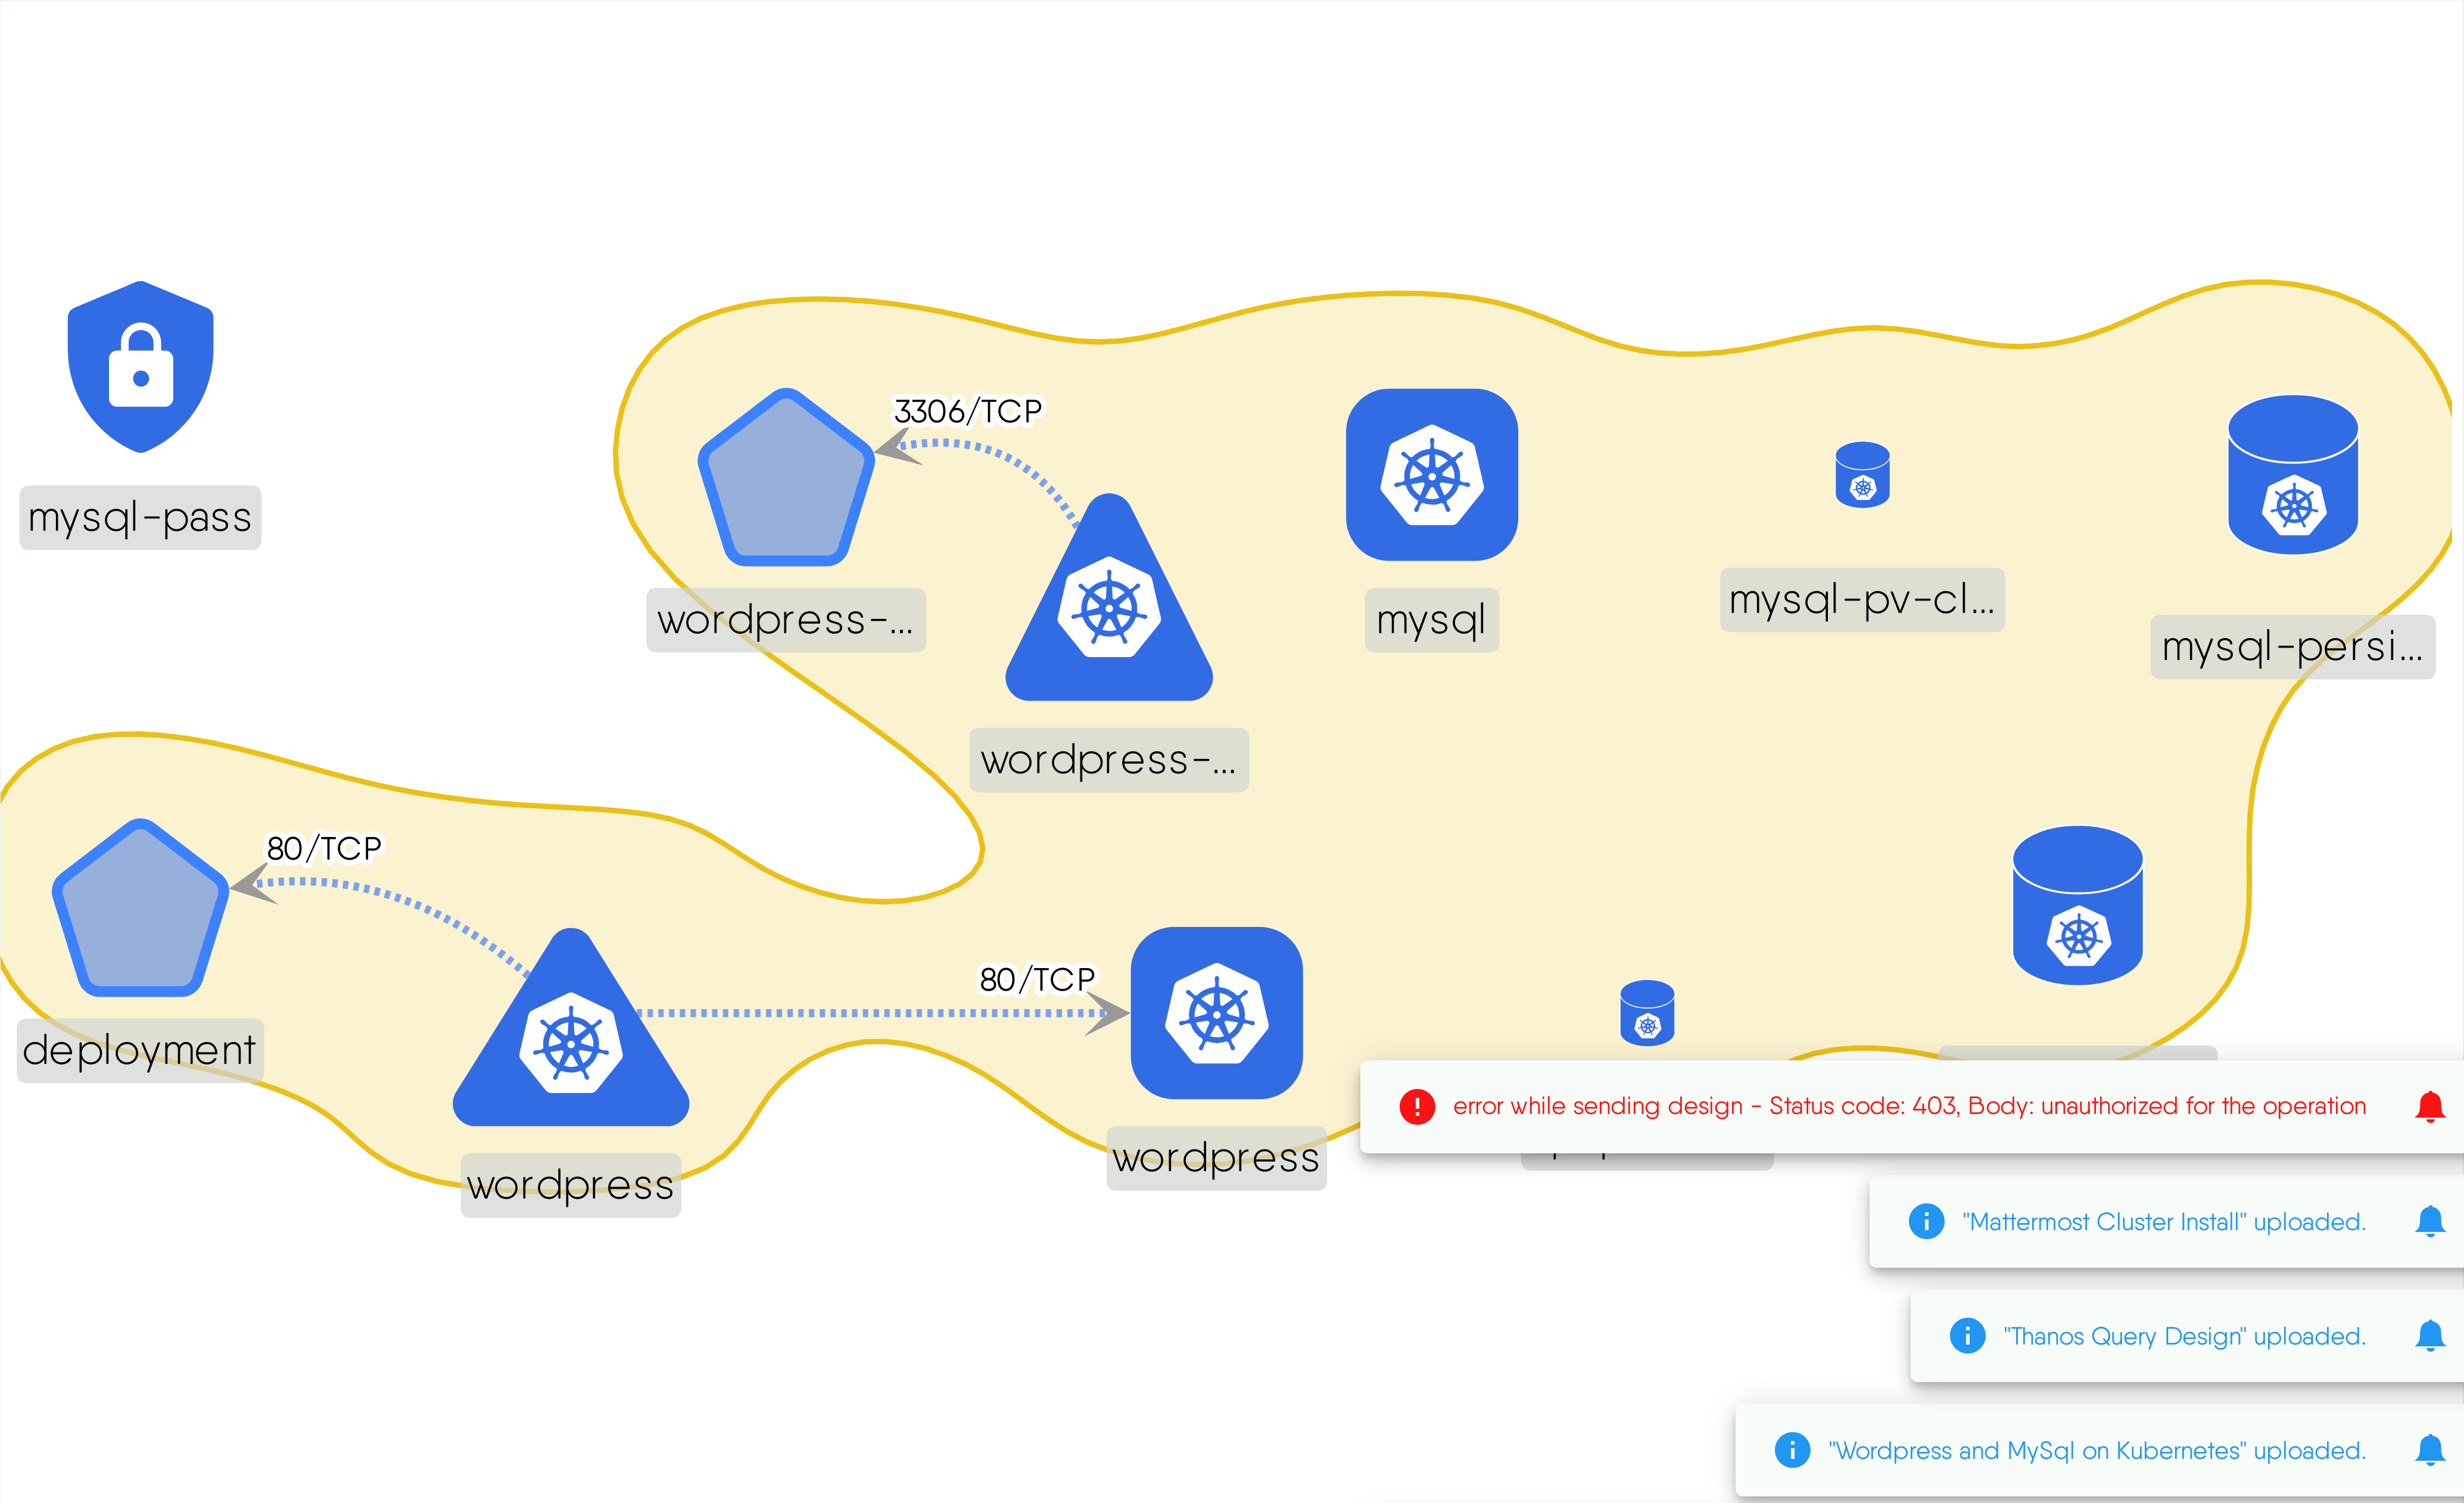 3306/TCP
mysql-pass
wordpress-...
mysql
mysql-pv-cl...
mysql-persi...
wordpress-...
80/TCP
80/TCP
deployment
wordpress
wordpress
error while sending design - Status code: 403, Body: unauthorized for the operation
"Mattermost Cluster Install" uploaded.
"Thanos Query Design" uploaded.
"Wordpress and MySql on Kubernetes" uploaded.